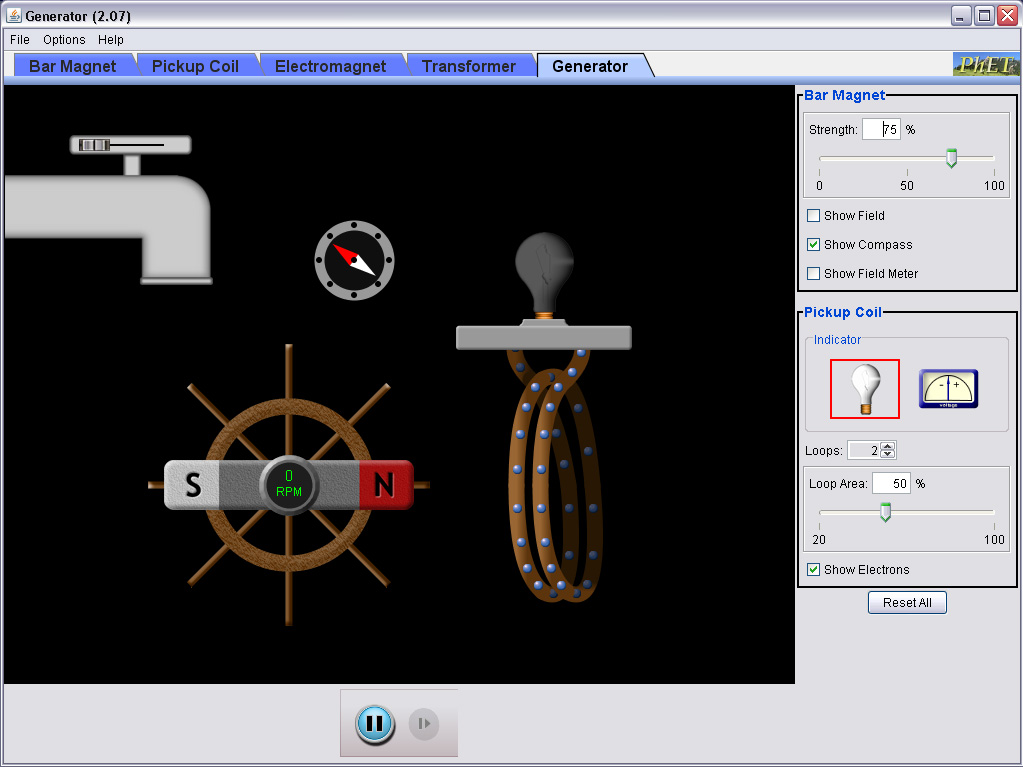 Generator (2.07)
File Options Help
Bar Magnet Pickup Coil Electromagnet Transformer Generator
PhET
Bar Magnet
Strength: 75 %
0 50 100
Show Field
Show Compass
Show Field Meter
Pickup Coil
Indicator
- +
voltage
Loops: 2
Loop Area: 50 %
20 100
Show Electrons
Reset All
S 0 N
RPM